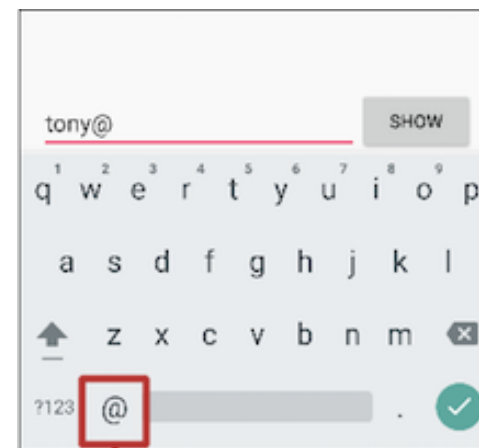 tony@ SHOW
1 2 3 4 5 6 7 8 9
q w e r t y u i o p
a s d f g h j k l
z x c v b n m
?123 @ .